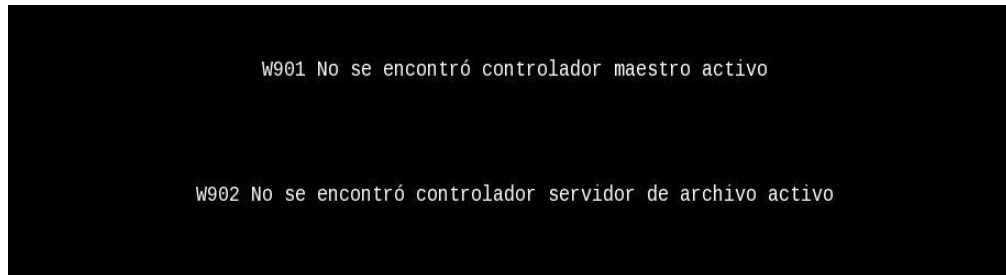 W901 No se encontró controlador maestro activo
W902 No se encontró controlador servidor de archivo activo